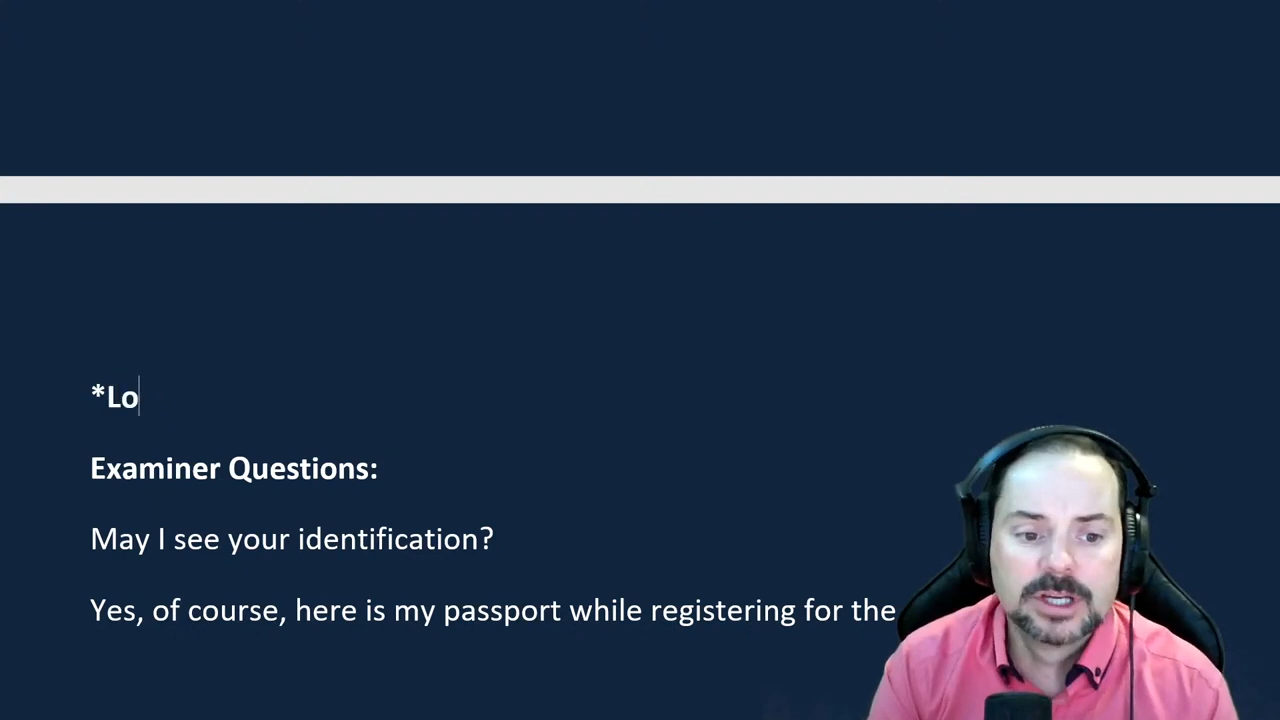 *Lo
Examiner Questions:
May I see your identification?
Yes, of course, here is my passport while registering for the